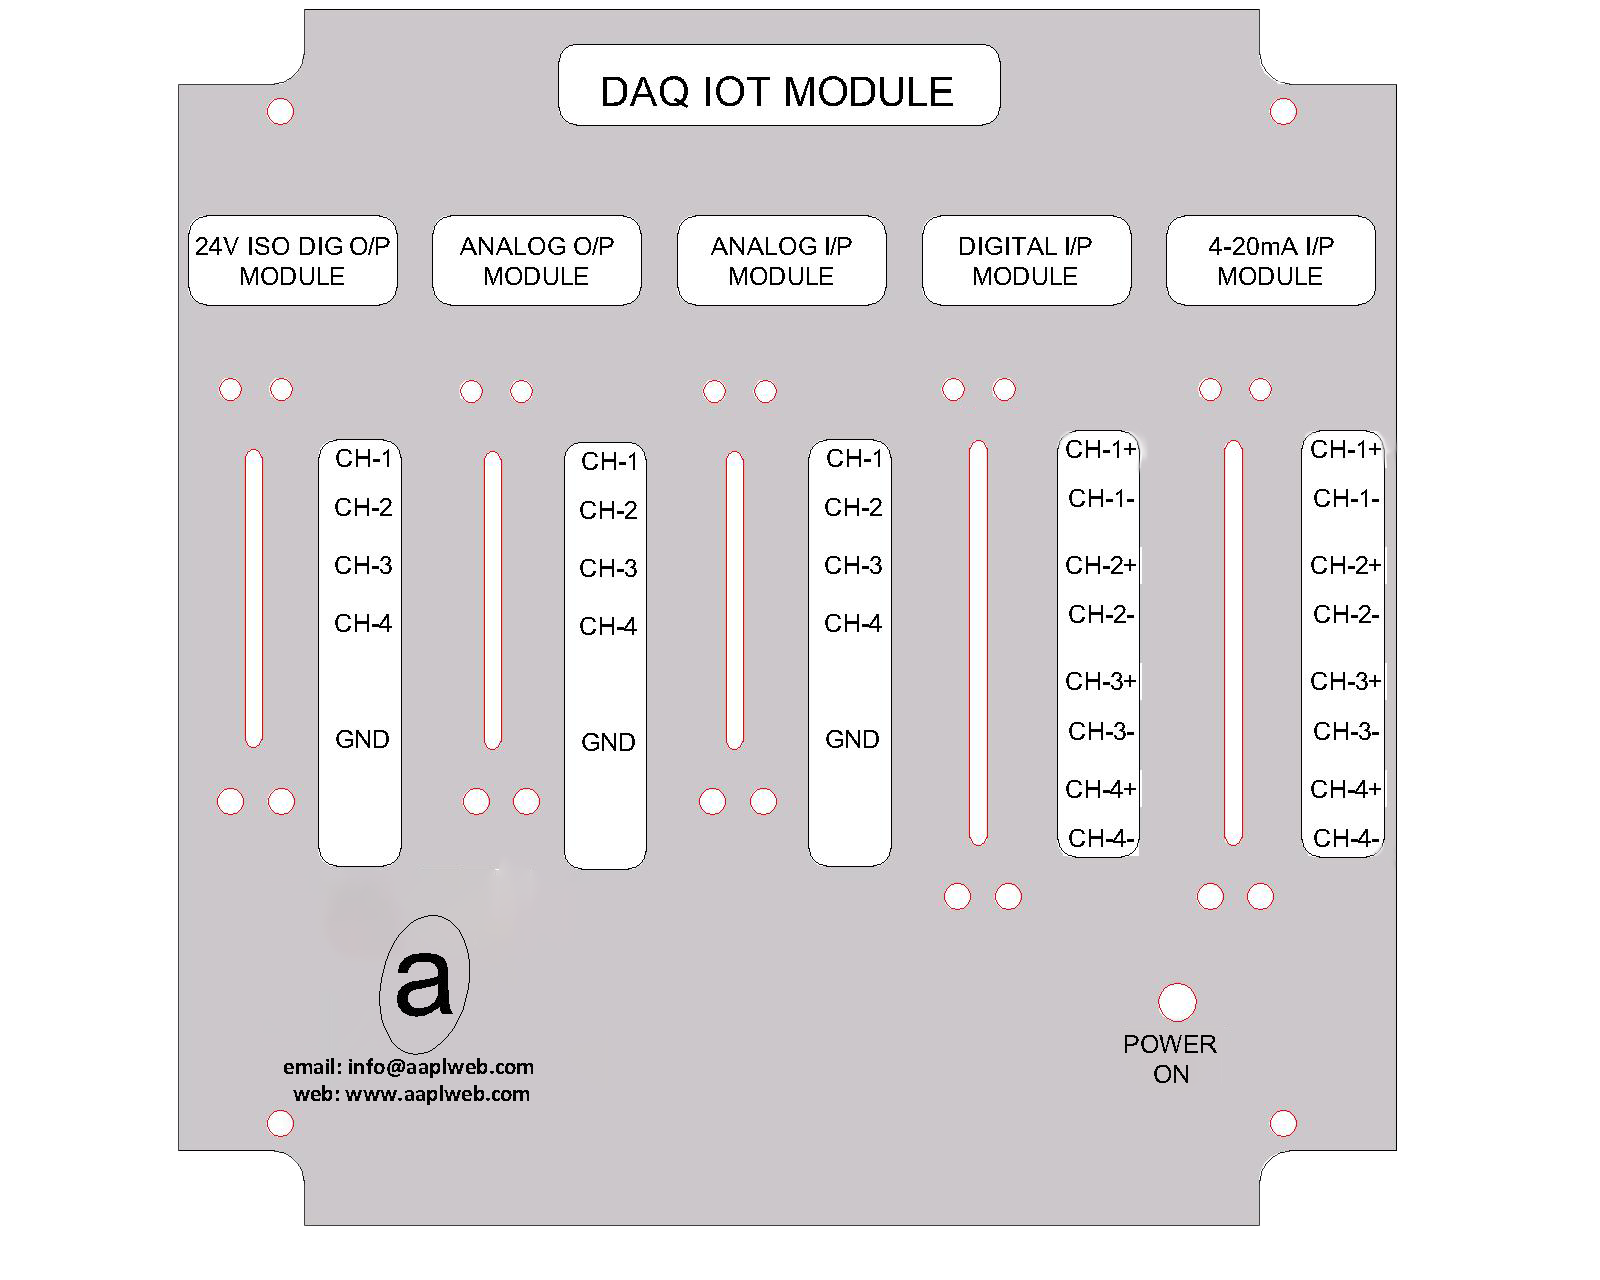 DAQ IOT MODULE
24V ISO DIG O/P
MODULE
ANALOG O/P
MODULE
ANALOG I/P
MODULE
DIGITAL I/P
MODULE
4-20mA I/P
MODULE
CH-1
CH-2
CH-3
CH-4
GND
CH-1
CH-2
CH-3
CH-4
GND
CH-1
CH-2
CH-3
CH-4
GND
CH-1+
CH-1-
CH-2+
CH-2-
CH-3+
CH-3-
CH-4+
CH-4-
CH-1+
CH-1-
CH-2+
CH-2-
CH-3+
CH-3-
CH-4+
CH-4-
a
email: info@aaplweb.com
web: www.aaplweb.com
POWER
ON